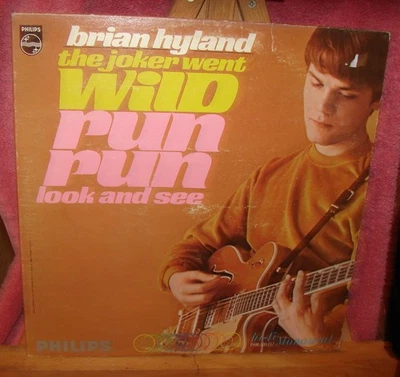 PHILIPS
brian hyland
the joker went
wild
run
run
look and see
PHILIPS